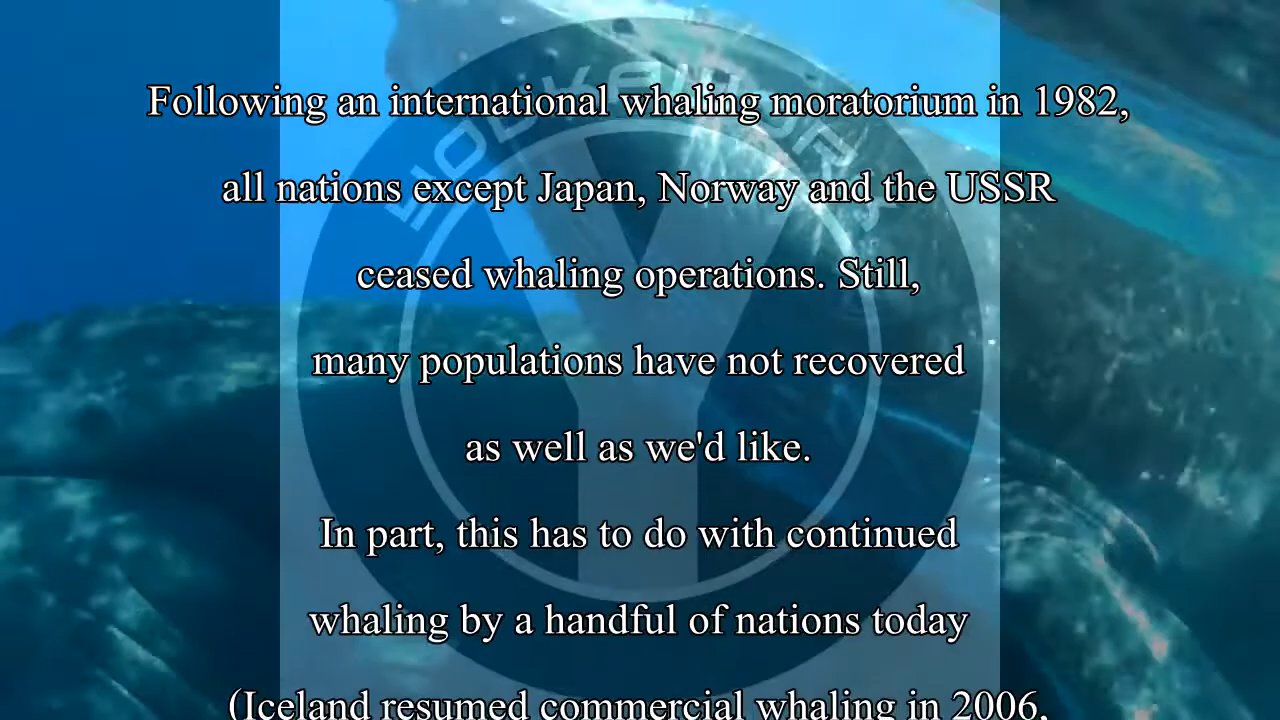 Following an international whaling moratorium in 1982,
all nations except Japan, Norway and the USSR
ceased whaling operations. Still,
many populations have not recovered
as well as we'd like.
In part, this has to do with continued
whaling by a handful of nations today
(Iceland resumed commercial whaling in 2006,